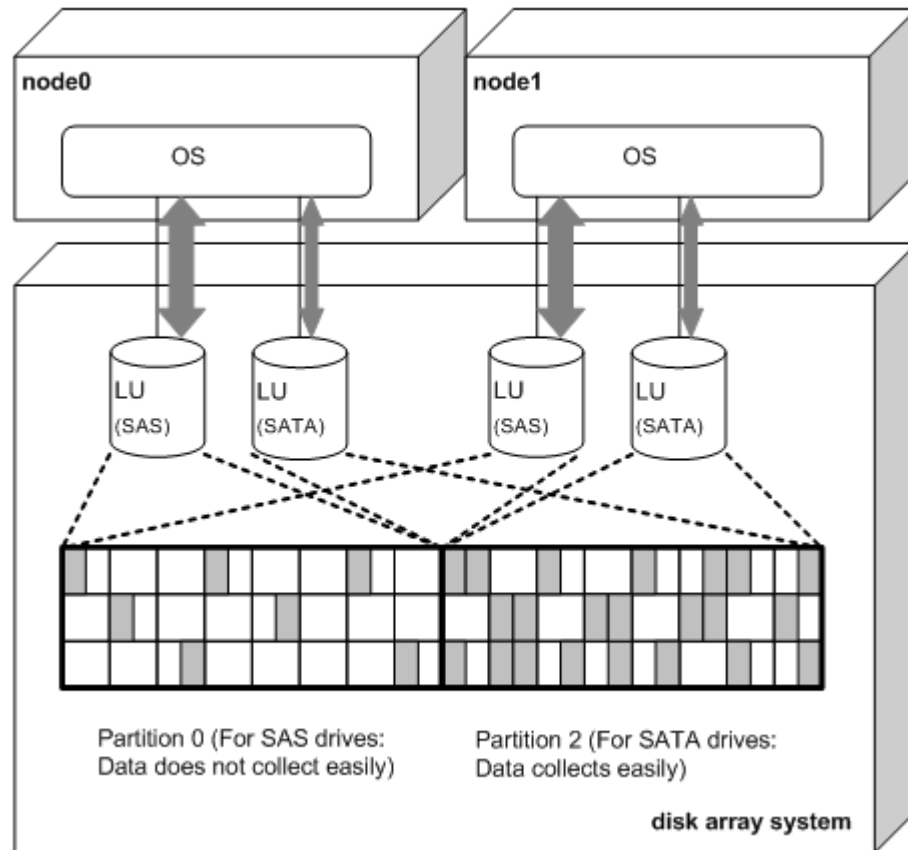 node0
node1
OS
OS
LU
(SAS)
LU
(SATA)
LU
(SAS)
LU
(SATA)
Partition 0 (For SAS drives:
Data does not collect easily)
Partition 2 (For SATA drives:
Data collects easily)
disk array system